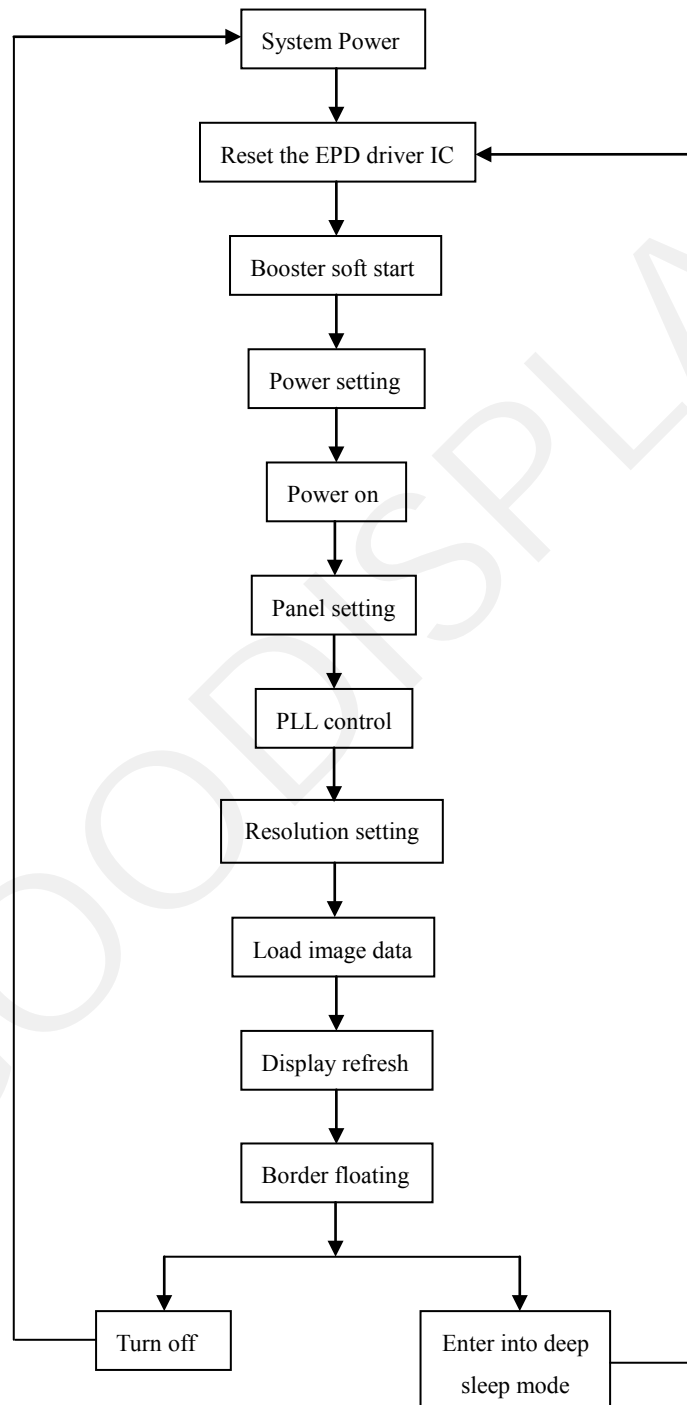 System Power
Reset the EPD driver IC
Booster soft start
Power setting
Power on
Panel setting
PLL control
Resolution setting
Load image data
Display refresh
Border floating
Turn off
Enter into deep
sleep mode
OODISPLA